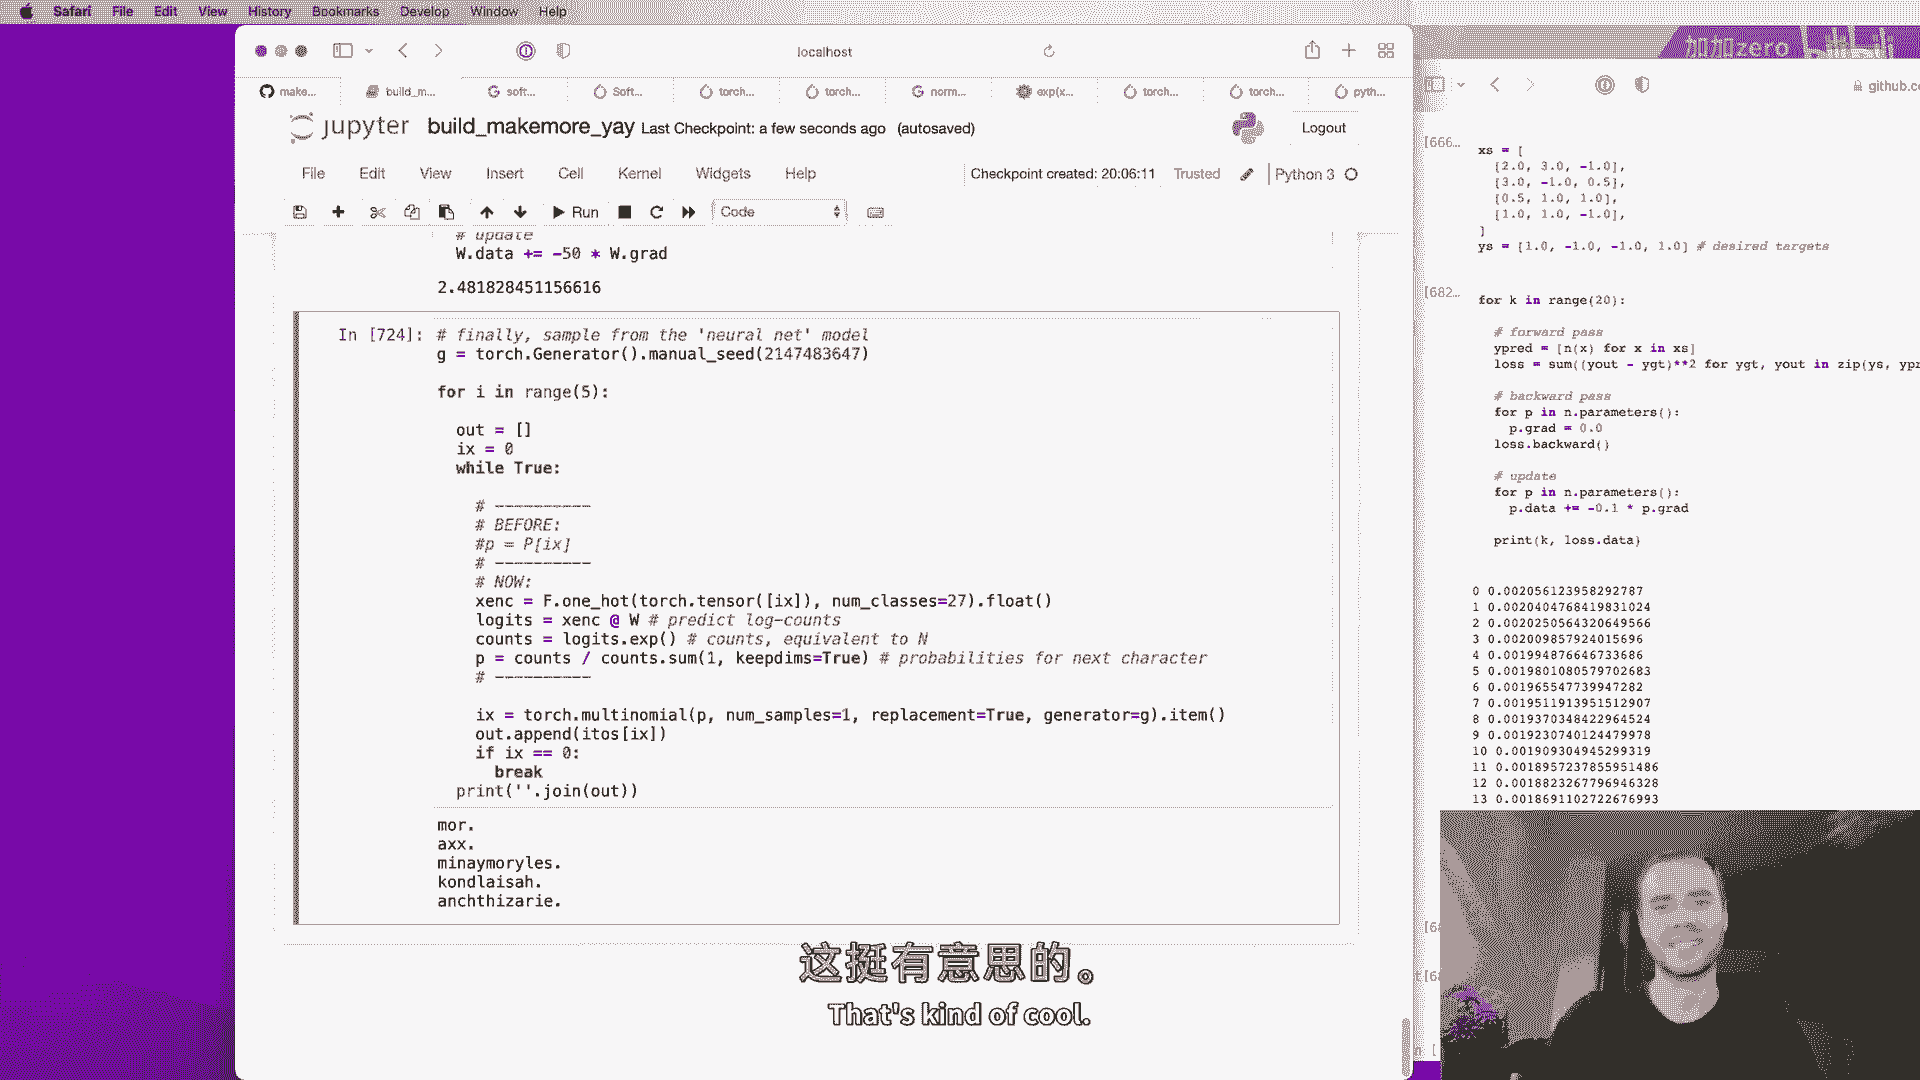 Safari File Edit View History Bookmarks Develop Window Help
localhost
make...
build_m...
soft...
Soft...
torch...
torch...
norm...
exp(x...
torch...
torch...
pyth...
jupyter build_makemore_yay Last Checkpoint: a few seconds ago (autosaved)
Logout
File Edit View Insert Cell Kernel Widgets Help
Checkpoint created: 20:06:11 Trusted Python 3
Run Code
# update
W.data += -50 * W.grad
2.481828451156616
In [724]: # finally, sample from the 'neural net' model
g = torch.Generator().manual_seed(2147483647)
for i in range(5):
out = []
ix = 0
while True:
# ----------
# BEFORE:
#p = P[ix]
# ----------
# NOW:
xenc = F.one_hot(torch.tensor([ix]), num_classes=27).float()
logits = xenc @ W # predict log-counts
counts = logits.exp() # counts, equivalent to N
p = counts / counts.sum(1, keepdims=True) # probabilities for next character
# ----------
ix = torch.multinomial(p, num_samples=1, replacement=True, generator=g).item()
out.append(itos[ix])
if ix == 0:
break
print(''.join(out))
mor.
axx.
minaymoryles.
kondlaisah.
anchthizarie.
这挺有意思的。
That's kind of cool.
加加zero bilibili
github.co
[666...
xs = [
[2.0, 3.0, -1.0],
[3.0, -1.0, 0.5],
[0.5, 1.0, 1.0],
[1.0, 1.0, -1.0],
]
ys = [1.0, -1.0, -1.0, 1.0] # desired targets
[682...
for k in range(20):
# forward pass
ypred = [n(x) for x in xs]
loss = sum((yout - ygt)**2 for ygt, yout in zip(ys, ypr
# backward pass
for p in n.parameters():
p.grad = 0.0
loss.backward()
# update
for p in n.parameters():
p.data += -0.1 * p.grad
print(k, loss.data)
0 0.002056123958292787
1 0.0020404768419831024
2 0.0020250564320649566
3 0.002009857924015696
4 0.001994876646733686
5 0.0019801080579702683
6 0.001965547739947282
7 0.0019511913951512907
8 0.0019370348422964524
9 0.0019230740124479978
10 0.001909304945299319
11 0.0018957237855951486
12 0.0018823267796946328
13 0.0018691102722676993